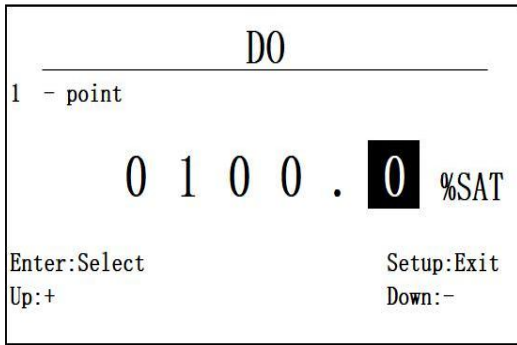 DO
1 - point
0 1 0 0 . 0 %SAT
Enter:Select Setup:Exit
Up:+ Down:-